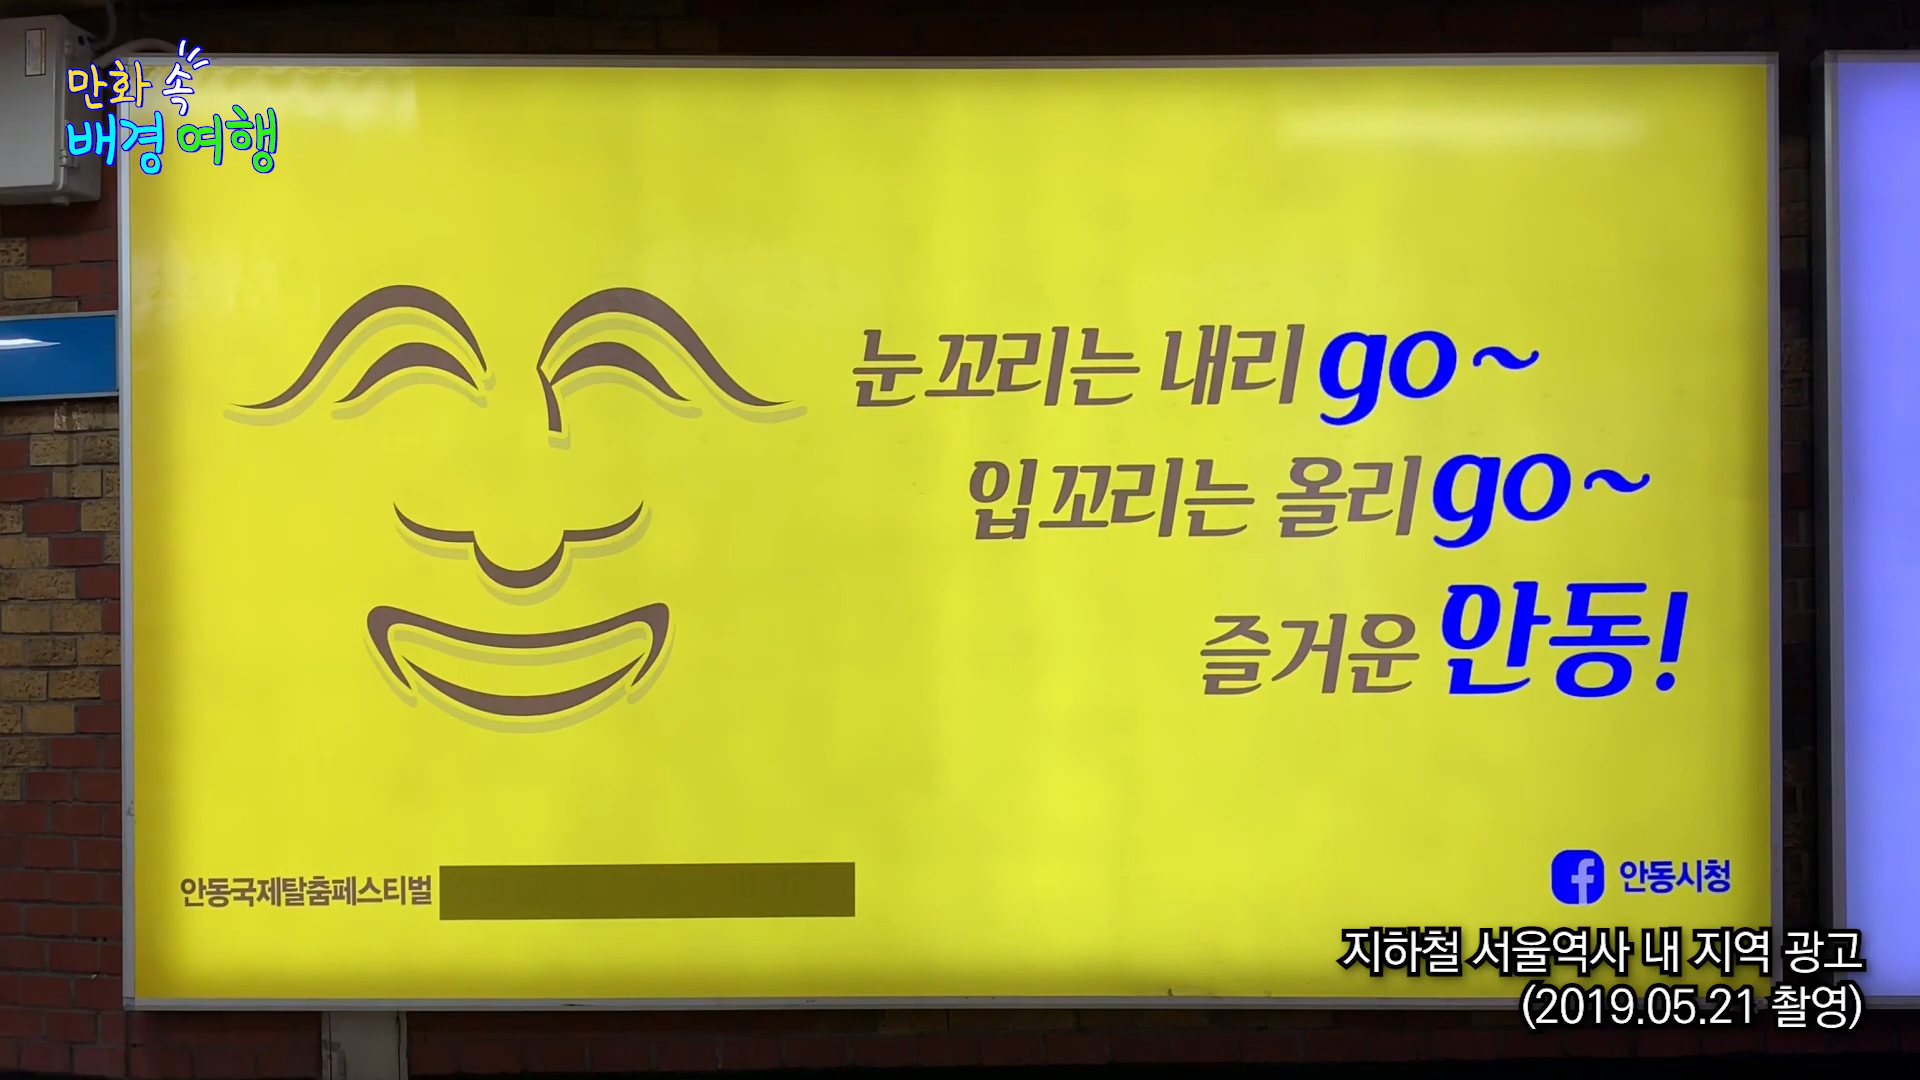 만화 속
배경 여행
눈꼬리는 내리go~
입꼬리는 올리go~
즐거운 안동!
안동국제탈춤페스티벌
안동시청
지하철 서울역사 내 지역 광고
(2019.05.21 촬영)